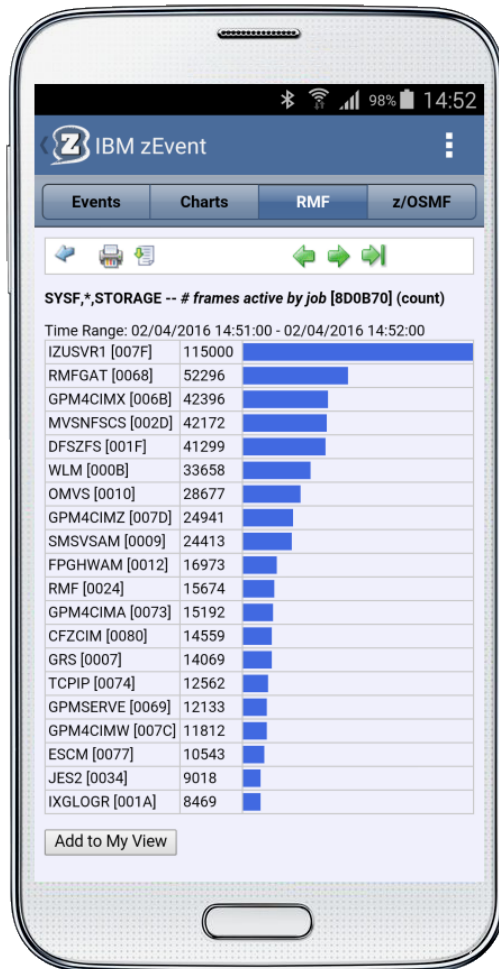 98% 14:52
Z IBM zEvent
Events Charts RMF z/OSMF
SYSF,*,STORAGE -- # frames active by job [8D0B70] (count)
Time Range: 02/04/2016 14:51:00 - 02/04/2016 14:52:00
IZUSVR1 [007F] 115000
RMFGAT [0068] 52296
GPM4CIMX [006B] 42396
MVSNFSCS [002D] 42172
DFSZFS [001F] 41299
WLM [000B] 33658
OMVS [0010] 28677
GPM4CIMZ [007D] 24941
SMSVSAM [0009] 24413
FPGHWAM [0012] 16973
RMF [0024] 15674
GPM4CIMA [0073] 15192
CFZCIM [0080] 14559
GRS [0007] 14069
TCPIP [0074] 12562
GPMSERVE [0069] 12133
GPM4CIMW [007C] 11812
ESCM [0077] 10543
JES2 [0034] 9018
IXGLOGR [001A] 8469
Add to My View